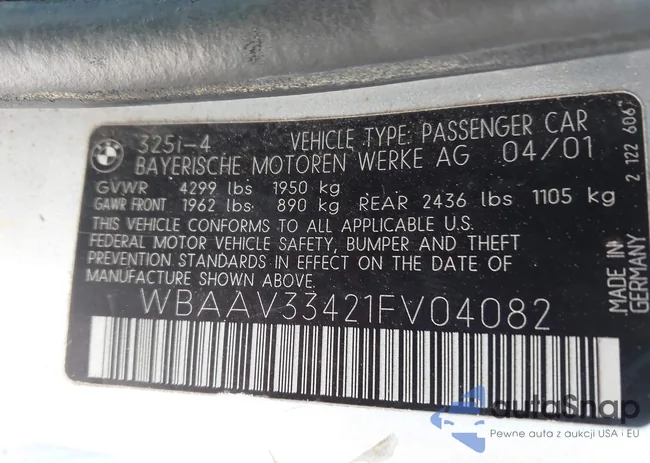 325i-4 VEHICLE TYPE: PASSENGER CAR
BAYERISCHE MOTOREN WERKE AG 04/01
GVWR 4299 lbs 1950 kg
GAWR FRONT 1962 lbs 890 kg REAR 2436 lbs 1105 kg
THIS VEHICLE CONFORMS TO ALL APPLICABLE U.S.
FEDERAL MOTOR VEHICLE SAFETY, BUMPER AND THEFT
PREVENTION STANDARDS IN EFFECT ON THE DATE OF
MANUFACTURE SHOWN ABOVE.
WBAAV33421FV04082
2 122 606
MADE IN
GERMANY
autoSnap
Pewne auta z aukcji USA i EU